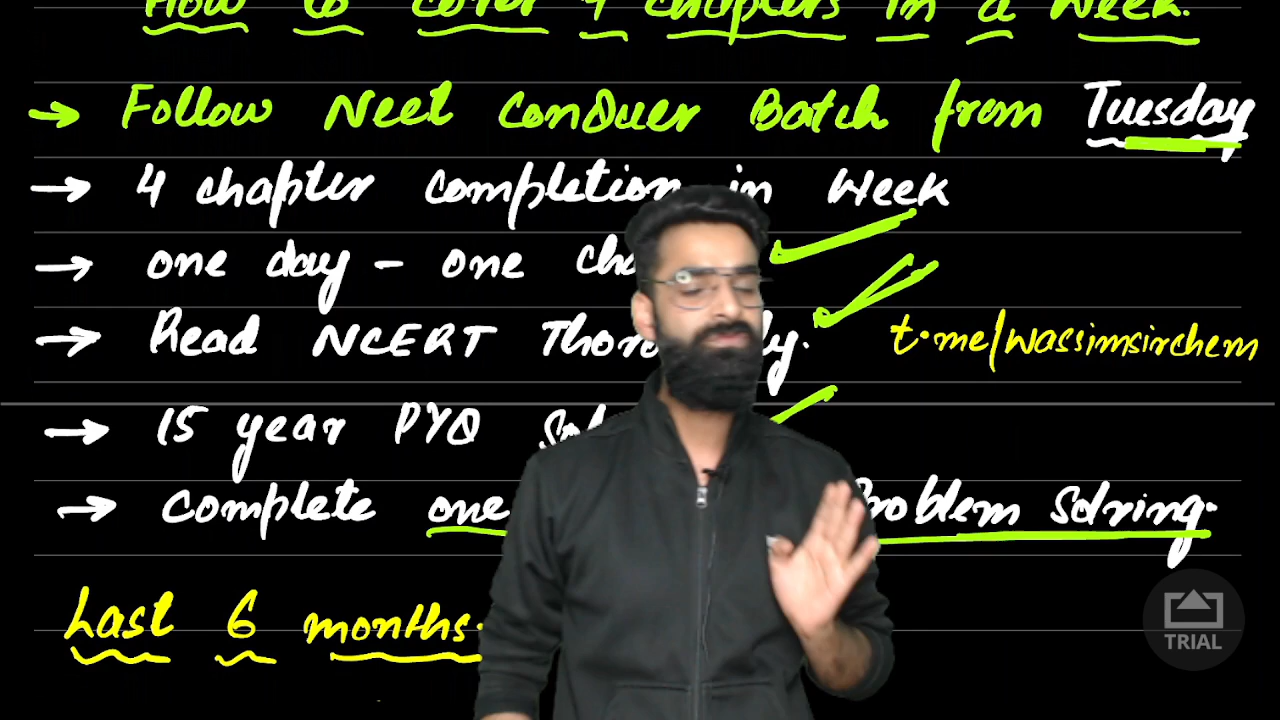 How to cover 4 chapters in a Week.
→ Follow Neet Conquer Batch from Tuesday
→ 4 chapter completion in Week
→ one day - one
→ Read NCERT
t.me/wassimsirchem
→ 15 year PYQ
→ complete one Problem solving.
Last 6 months.
TRIAL